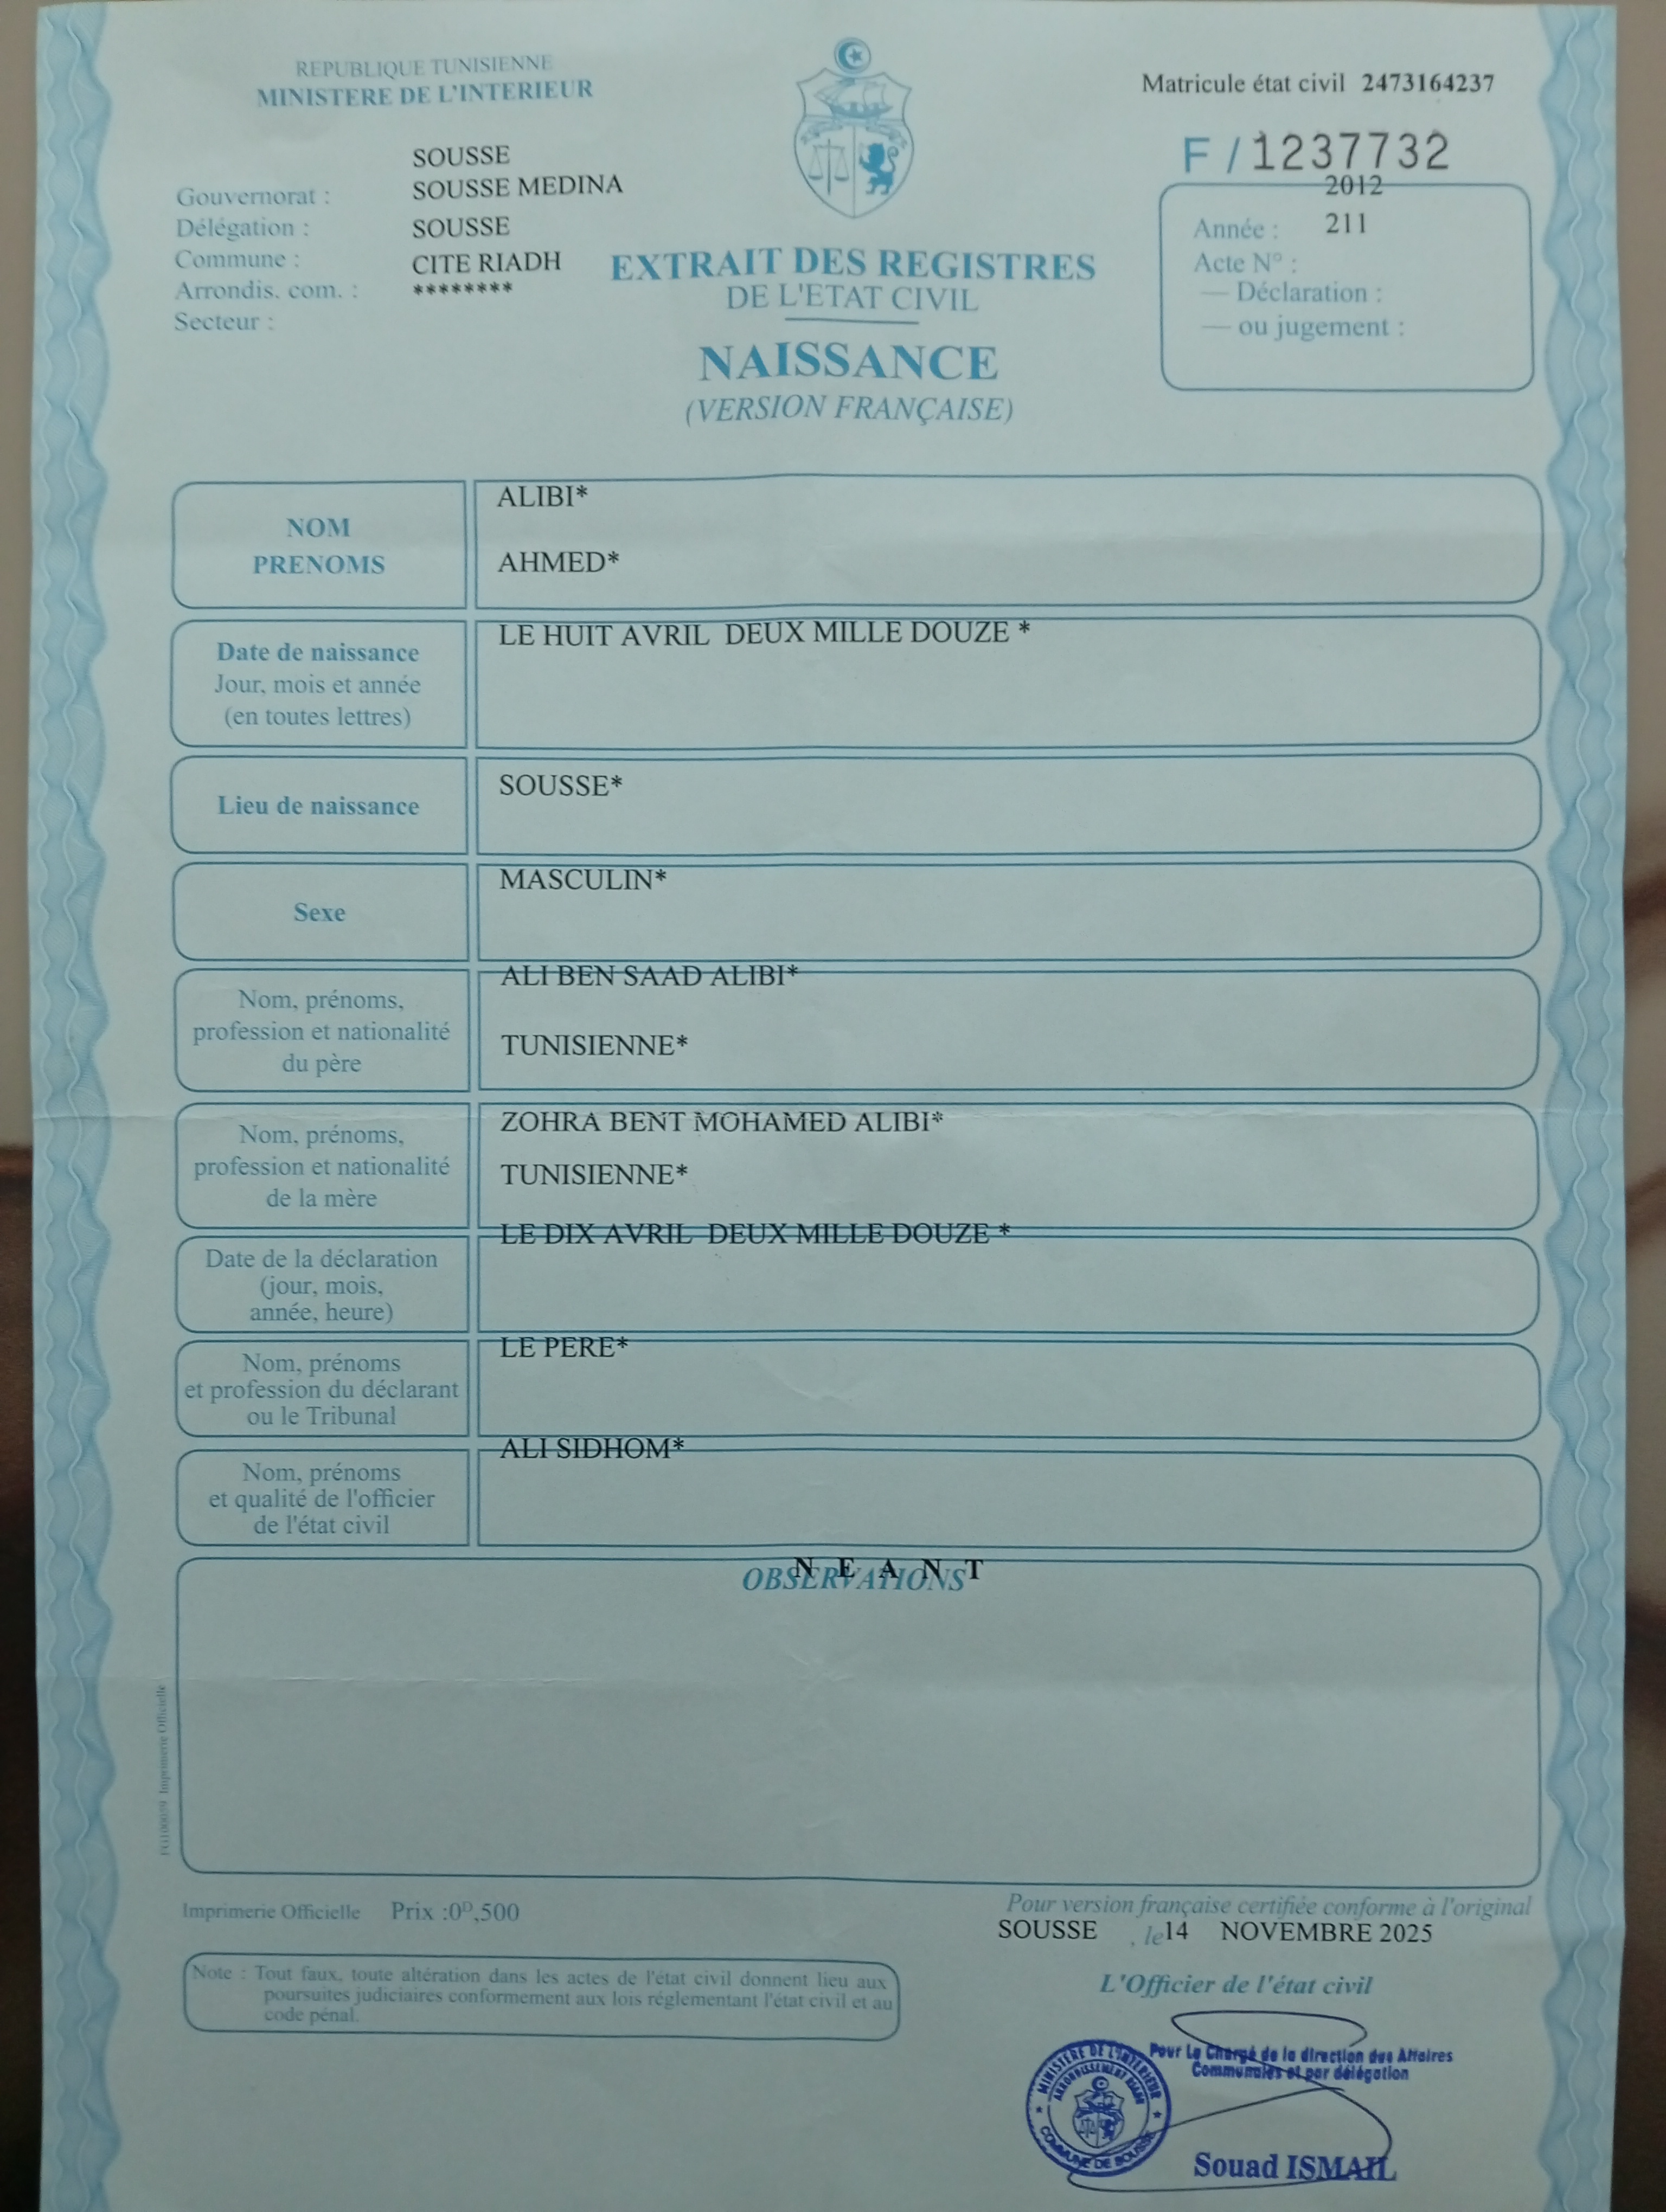 REPUBLIQUE TUNISIENNE
MINISTERE DE L'INTERIEUR
Matricule état civil 2473164237
F / 1237732
SOUSSE
Gouvernorat : SOUSSE MEDINA
Délégation : SOUSSE
Commune : CITE RIADH
Arrondis. com. : ********
Secteur :
2012
Année : 211
Acte N° :
— Déclaration :
— ou jugement :
EXTRAIT DES REGISTRES
DE L'ETAT CIVIL
NAISSANCE
(VERSION FRANÇAISE)
NOM
PRENOMS
ALIBI*
AHMED*
Date de naissance
Jour, mois et année
(en toutes lettres)
LE HUIT AVRIL DEUX MILLE DOUZE *
Lieu de naissance
SOUSSE*
Sexe
MASCULIN*
Nom, prénoms,
profession et nationalité
du père
ALI BEN SAAD ALIBI*
TUNISIENNE*
Nom, prénoms,
profession et nationalité
de la mère
ZOHRA BENT MOHAMED ALIBI*
TUNISIENNE*
Date de la déclaration
(jour, mois,
année, heure)
LE DIX AVRIL DEUX MILLE DOUZE *
Nom, prénoms
et profession du déclarant
ou le Tribunal
LE PERE*
Nom, prénoms
et qualité de l'officier
de l'état civil
ALI SIDHOM*
N E A N T
OBSERVATIONS
Imprimerie Officielle
Imprimerie Officielle Prix :0ᴰ,500
Pour version française certifiée conforme à l'original
SOUSSE , le 14 NOVEMBRE 2025
Note : Tout faux, toute altération dans les actes de l'état civil donnent lieu aux
poursuites judiciaires conformement aux lois réglementant l'état civil et au
code pénal.
L'Officier de l'état civil
Pour Le Chargé de la direction des Affaires
Communales et par délégation
MINISTERE DE L'INTERIEUR
COMMUNE DE SOUSSE
Souad ISMAIL